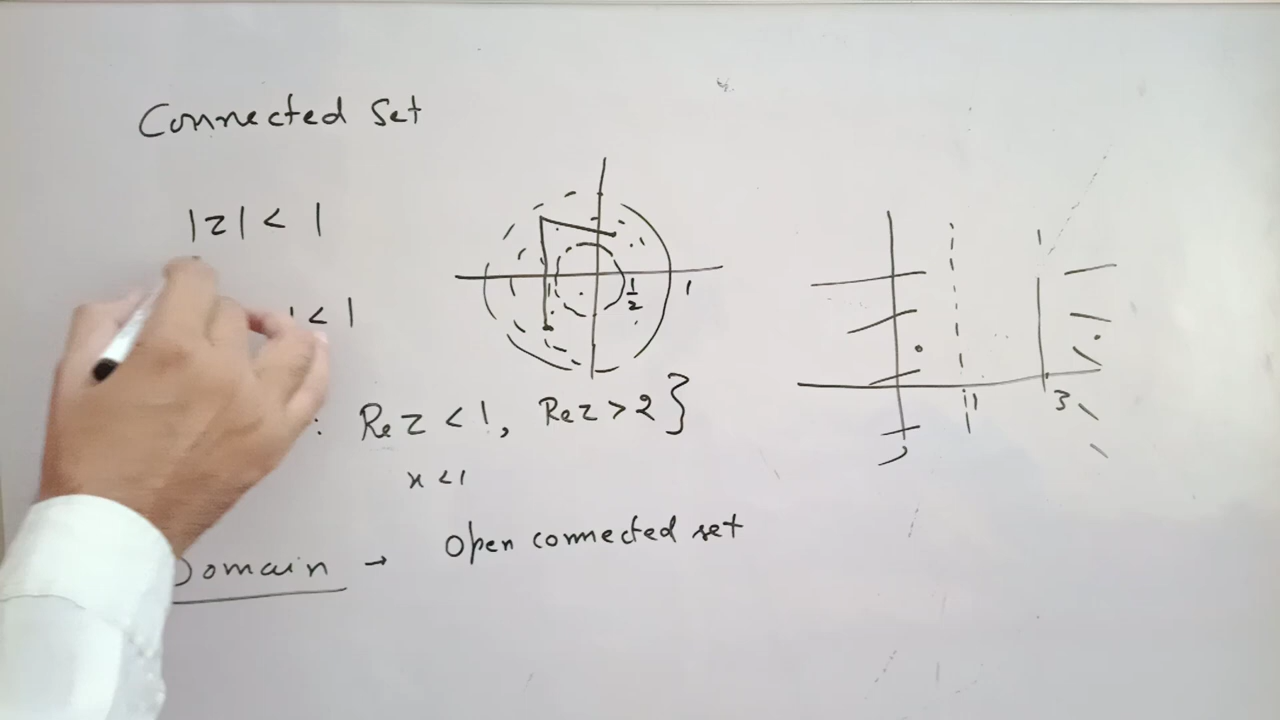 Connected Set
|z| < 1
< 1
1/2
1
: Re z < 1, Re z > 2}
x < 1
1
3
Domain → Open connected set